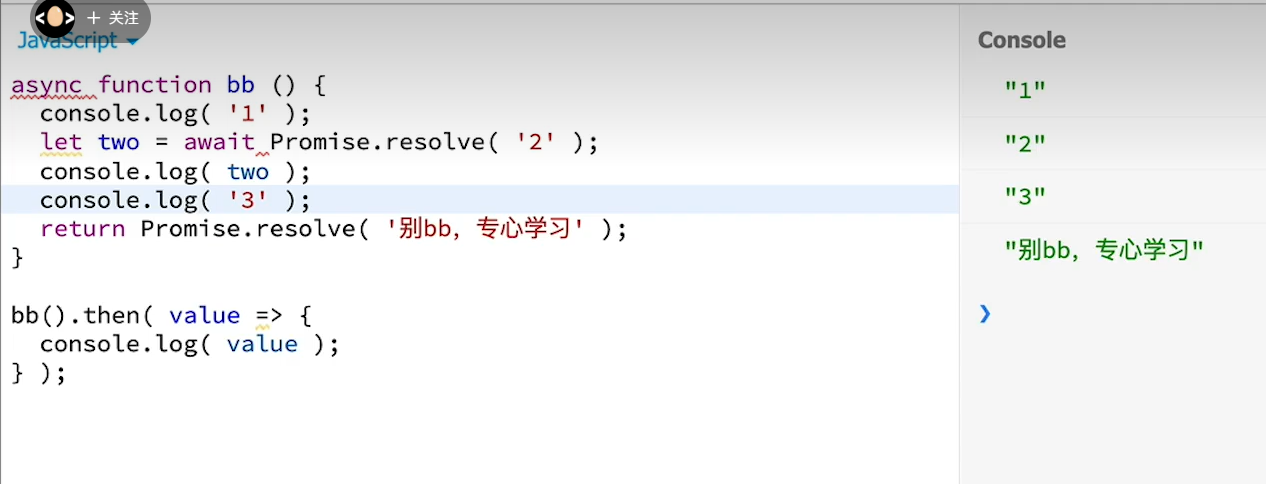 < > + 关注
JavaScript
Console
async function bb () {
console.log( '1' );
let two = await Promise.resolve( '2' );
console.log( two );
console.log( '3' );
return Promise.resolve( '别bb，专心学习' );
}
bb().then( value => {
console.log( value );
} );
"1"
"2"
"3"
"别bb，专心学习"
❯